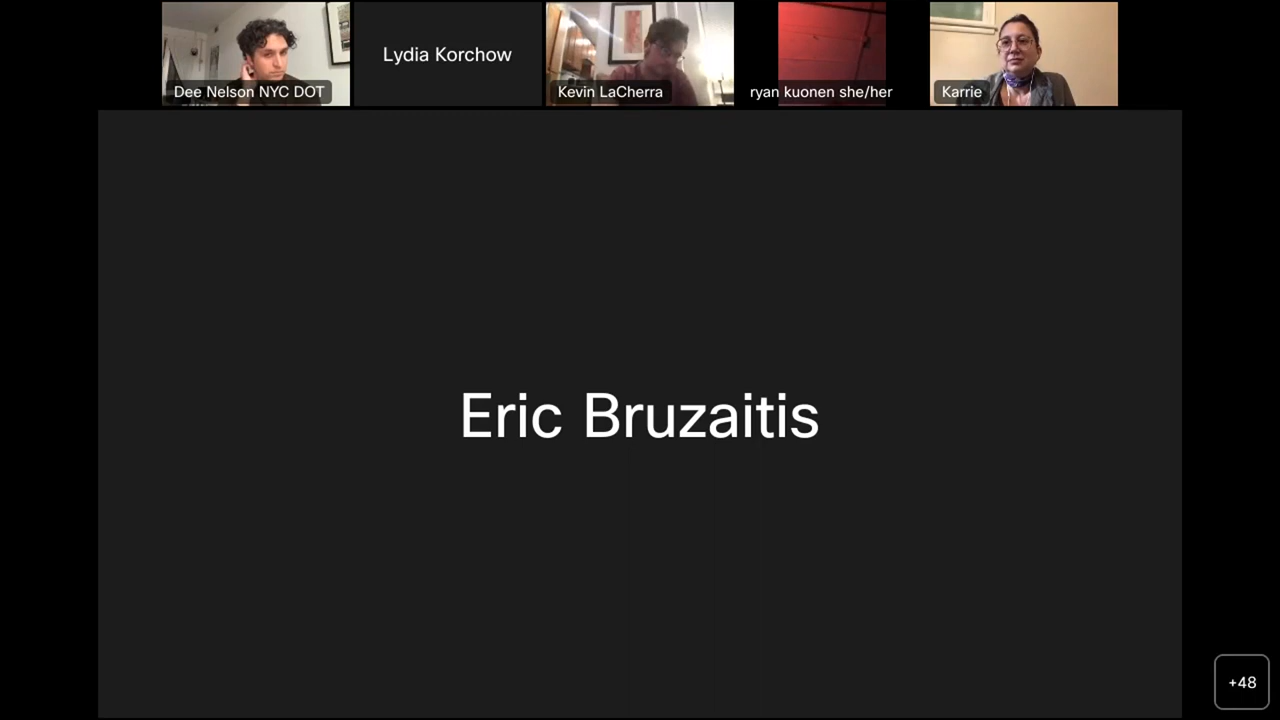 Dee Nelson NYC DOT
Lydia Korchow
Kevin LaCherra
ryan kuonen she/her
Karrie
Eric Bruzaitis
+48